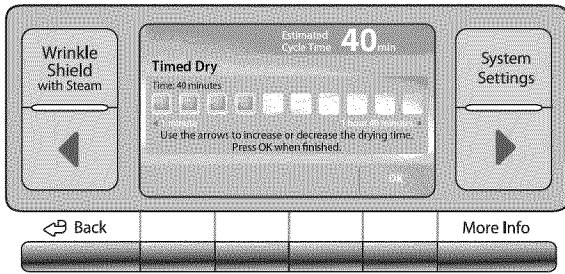 Wrinkle
Shield
with Steam
Estimated
Cycle Time 40 min
Timed Dry
Time: 40 minutes
Use the arrows to increase or decrease the drying time.
Press OK when finished.
OK
System
Settings
Back
More Info